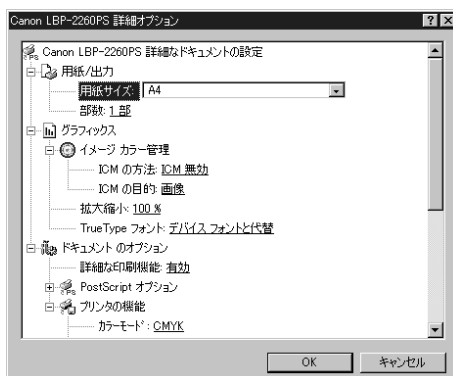 Canon LBP-2260PS 詳細オプション
Canon LBP-2260PS 詳細なドキュメントの設定
用紙/出力
用紙サイズ: A4
部数: 1 部
グラフィックス
イメージ カラー管理
ICM の方法: ICM 無効
ICM の目的: 画像
拡大縮小: 100 %
TrueType フォント: デバイス フォントと代替
ドキュメント のオプション
詳細な印刷機能: 有効
PostScript オプション
プリンタの機能
カラーモード: CMYK
OK キャンセル